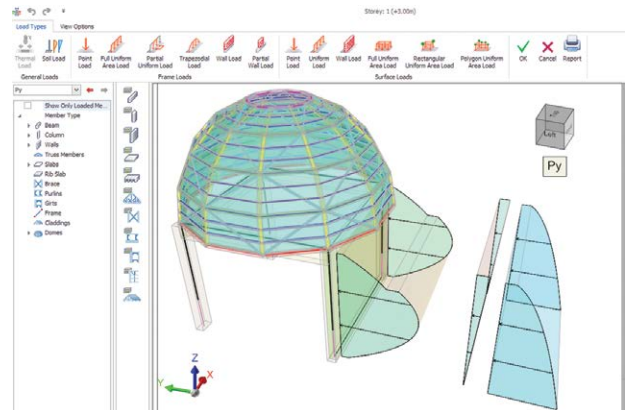 Storey: 1 (+3,00m)
Load Types
View Options
Thermal Load
Soil Load
Point Load
Full Uniform Area Load
Partial Uniform Load
Trapezoidal Load
Wall Load
Partial Wall Load
Point Load
Uniform Load
Wall Load
Full Uniform Area Load
Rectangular Uniform Area Load
Polygon Uniform Area Load
OK
Cancel
Report
General Loads
Frame Loads
Surface Loads
Py
Show Only Loaded Me...
Member Type
Beam
Column
Walls
Truss Members
Slabs
Rib Slab
Brace
Purlins
Girts
Frame
Claddings
Domes
Left
Py
Z
Y
X